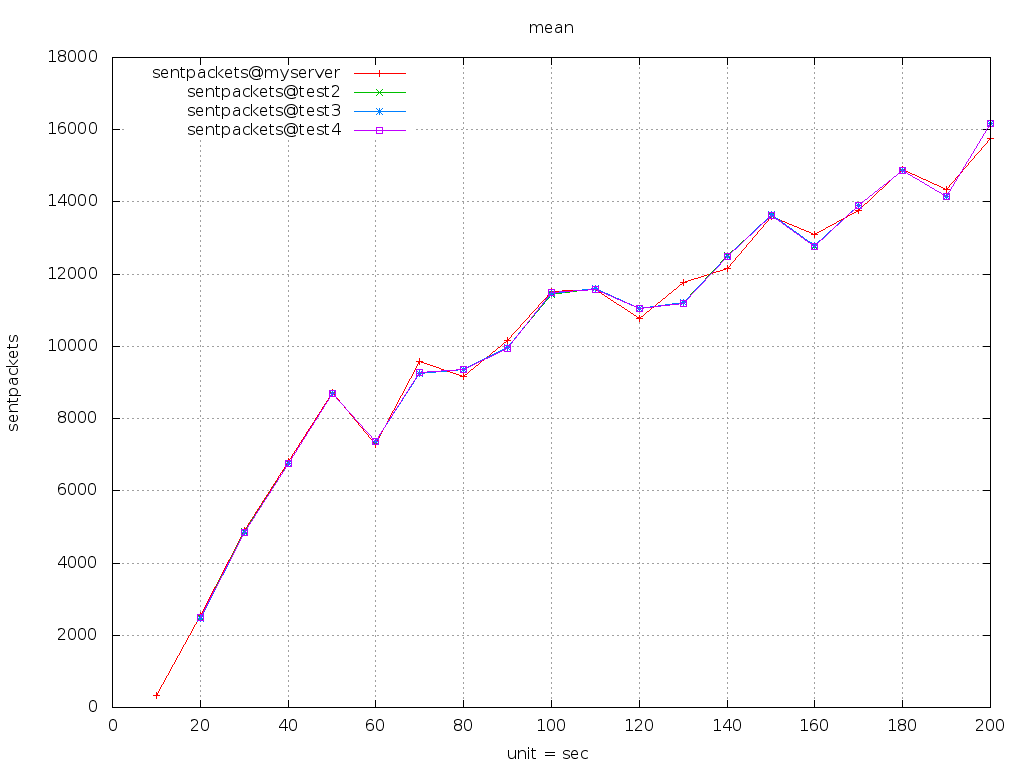 mean
18000
16000
14000
12000
10000
8000
6000
4000
2000
0
sentpackets
sentpackets@myserver
sentpackets@test2
sentpackets@test3
sentpackets@test4
0 20 40 60 80 100 120 140 160 180 200
unit = sec